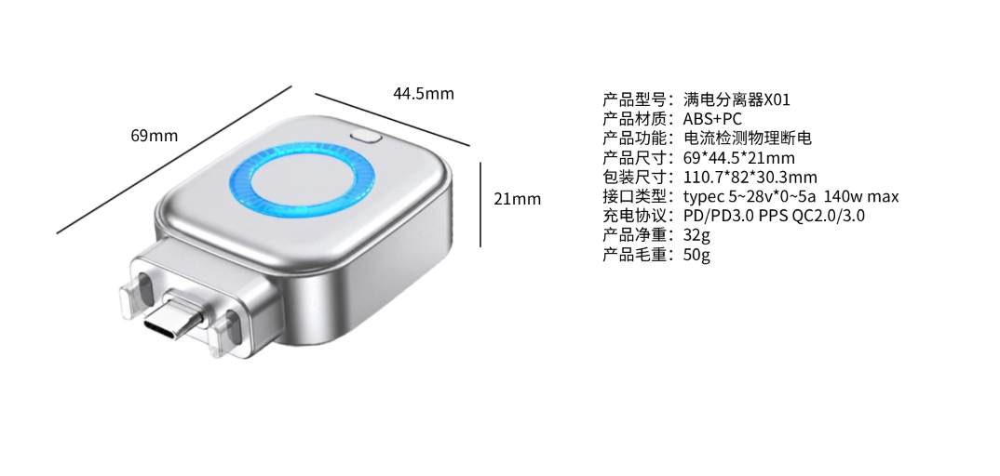 44.5mm
69mm
21mm
产品型号：满电分离器X01
产品材质：ABS+PC
产品功能：电流检测物理断电
产品尺寸：69*44.5*21mm
包装尺寸：110.7*82*30.3mm
接口类型：typec 5~28v*0~5a  140w max
充电协议：PD/PD3.0 PPS QC2.0/3.0
产品净重：32g
产品毛重：50g